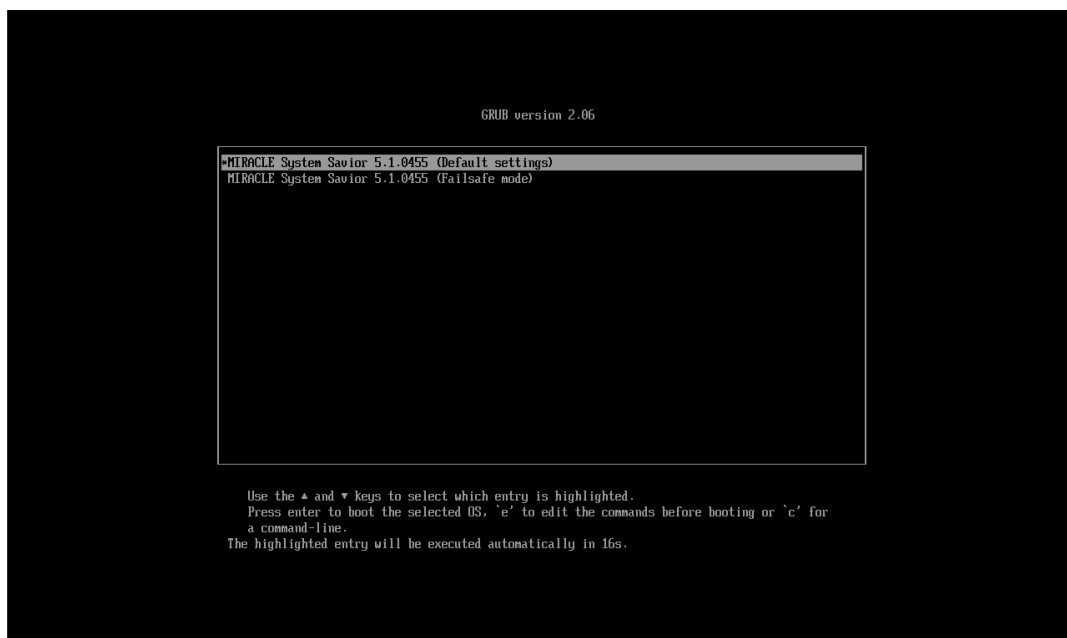 GRUB version 2.06
*MIRACLE System Savior 5.1.0455 (Default settings)
MIRACLE System Savior 5.1.0455 (Failsafe mode)
Use the ▲ and ▼ keys to select which entry is highlighted.
Press enter to boot the selected OS, `e' to edit the commands before booting or `c' for
a command-line.
The highlighted entry will be executed automatically in 16s.